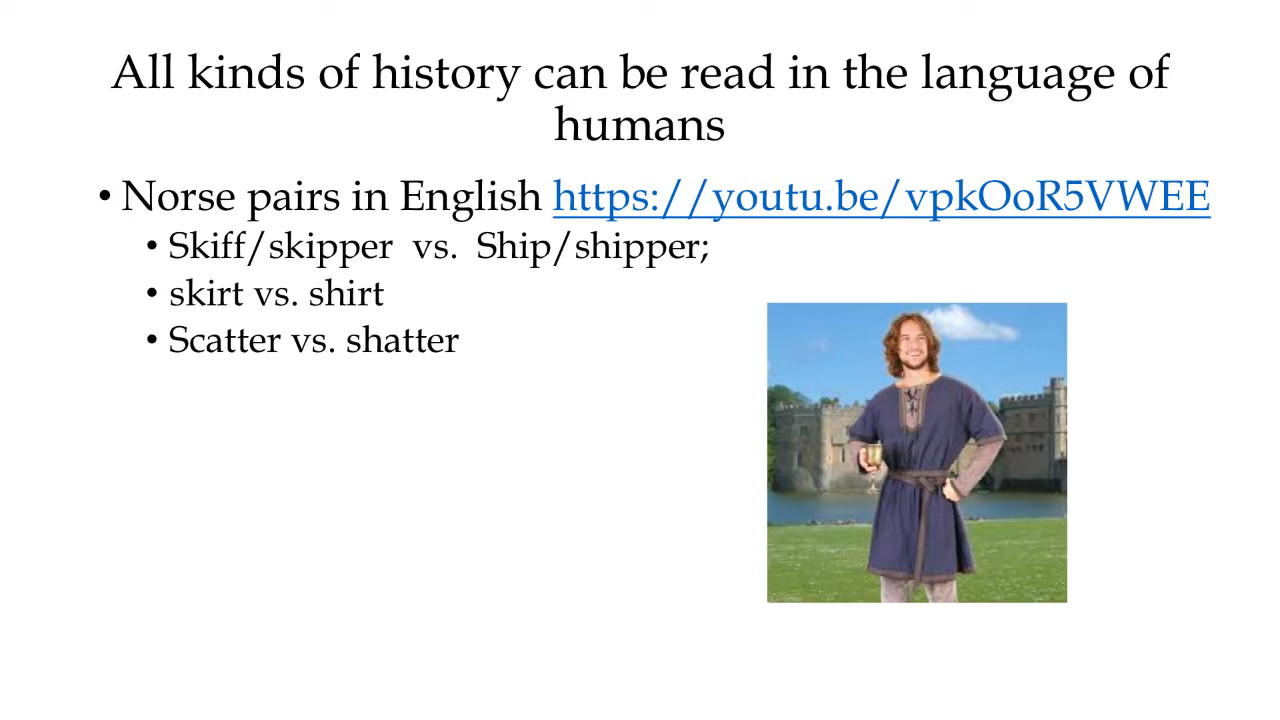 All kinds of history can be read in the language of
humans
• Norse pairs in English https://youtu.be/vpkOoR5VWEE
• Skiff/skipper vs. Ship/shipper;
• skirt vs. shirt
• Scatter vs. shatter